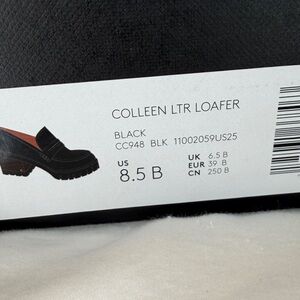 COLLEEN LTR LOAFER
BLACK
CC948 BLK 11002059US25
US
8.5 B
UK 6.5 B
EUR 39 B
CN 250 B